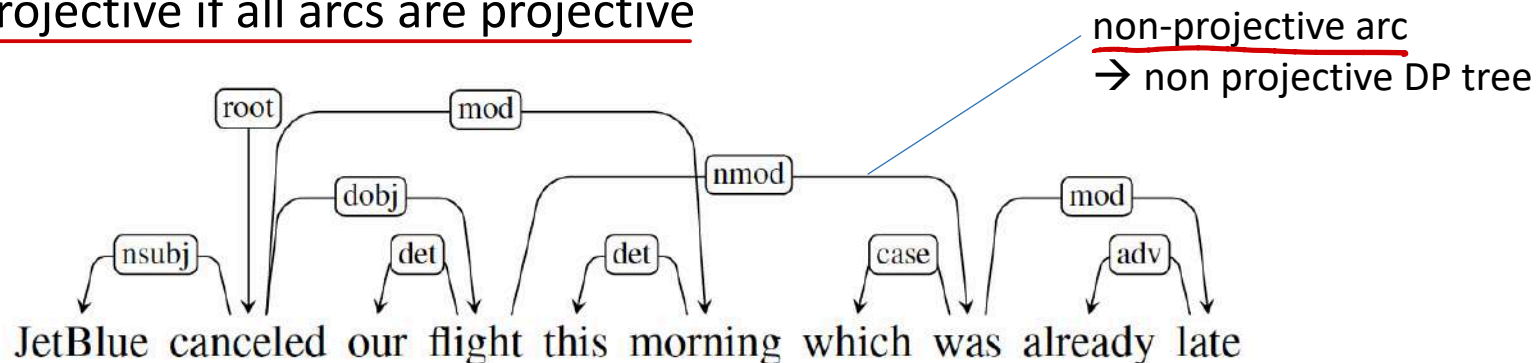 rojective if all arcs are projective
non-projective arc
→ non projective DP tree
root
mod
nmod
dobj
mod
nsubj
det
det
case
adv
JetBlue canceled our flight this morning which was already late